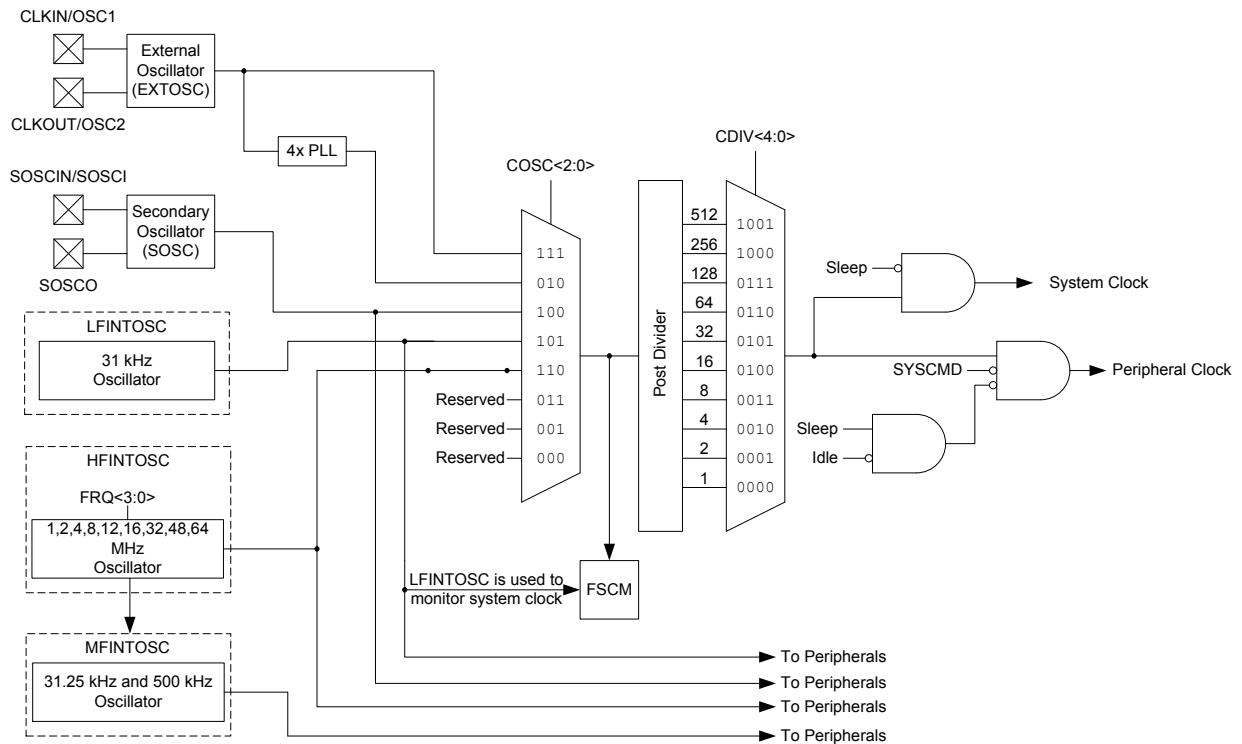 CLKIN/OSC1
External
Oscillator
(EXTOSC)
CLKOUT/OSC2
4x PLL
SOSCIN/SOSCI
Secondary
Oscillator
(SOSC)
SOSCO
LFINTOSC
31 kHz
Oscillator
HFINTOSC
FRQ<3:0>
1,2,4,8,12,16,32,48,64
MHz
Oscillator
MFINTOSC
31.25 kHz and 500 kHz
Oscillator
COSC<2:0>
111
010
100
101
110
Reserved 011
Reserved 001
Reserved 000
LFINTOSC is used to
monitor system clock
FSCM
Post Divider
CDIV<4:0>
512 1001
256 1000
128 0111
64 0110
32 0101
16 0100
8 0011
4 0010
2 0001
1 0000
Sleep
System Clock
SYSCMD
Peripheral Clock
Sleep
Idle
To Peripherals
To Peripherals
To Peripherals
To Peripherals